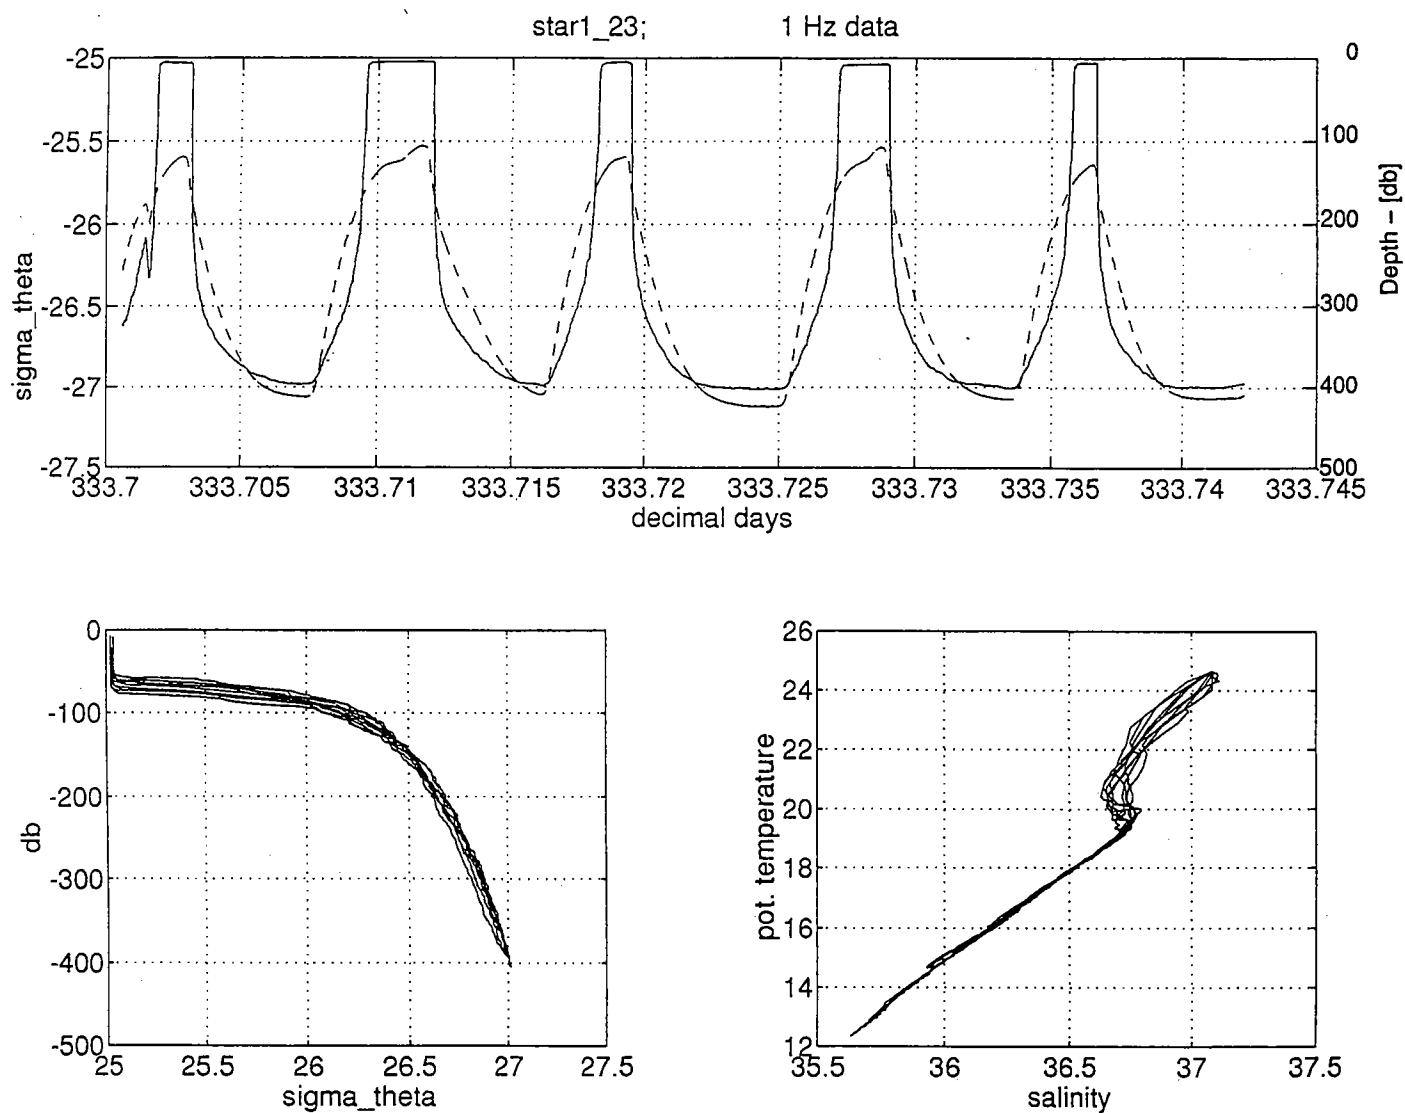 star1_23; 1 Hz data
-25
-25.5
-26
-26.5
-27
-27.5
sigma_theta
0
100
200
300
400
500
Depth - [db]
333.7 333.705 333.71 333.715 333.72 333.725 333.73 333.735 333.74 333.745
decimal days
0
-100
-200
-300
-400
-500
db
25 25.5 26 26.5 27 27.5
sigma_theta
26
24
22
20
18
16
14
12
pot. temperature
35.5 36 36.5 37 37.5
salinity